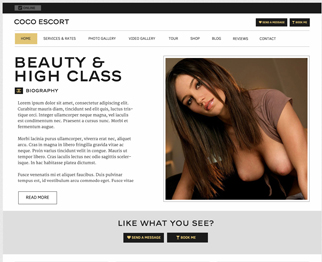 COCO ESCORT
SEND A MESSAGE
BOOK ME
HOME
SERVICES & RATES
PHOTO GALLERY
VIDEO GALLERY
TOUR
SHOP
BLOG
REVIEWS
CONTACT
BEAUTY &
HIGH CLASS
BIOGRAPHY
Lorem ipsum dolor sit amet, consectetur adipiscing elit.
Curabitur mauris diam, tincidunt sed elit quis, luctus tris-
tique orci. Integer ullamcorper neque magna, vel iaculis
est condimentum nec. Praesent a cursus nunc. Morbi et
fermentum augue.
Morbi lacinia purus ullamcorper, viverra non nec, aliquet
arcu. Cras in magna in libero fringilla gravida vitae ac
neque. Proin varius tincidunt velit in congue. Mauris ut
tempor libero. Cras iaculis lectus nec odio sagittis sceler-
isque. In hac habitasse platea dictumst.
Fusce venenatis mi et aliquet faucibus. Duis pulvinar
tempus est, id vestibulum arcu commodo eget. Fusce vitae
READ MORE
LIKE WHAT YOU SEE?
SEND A MESSAGE
BOOK ME